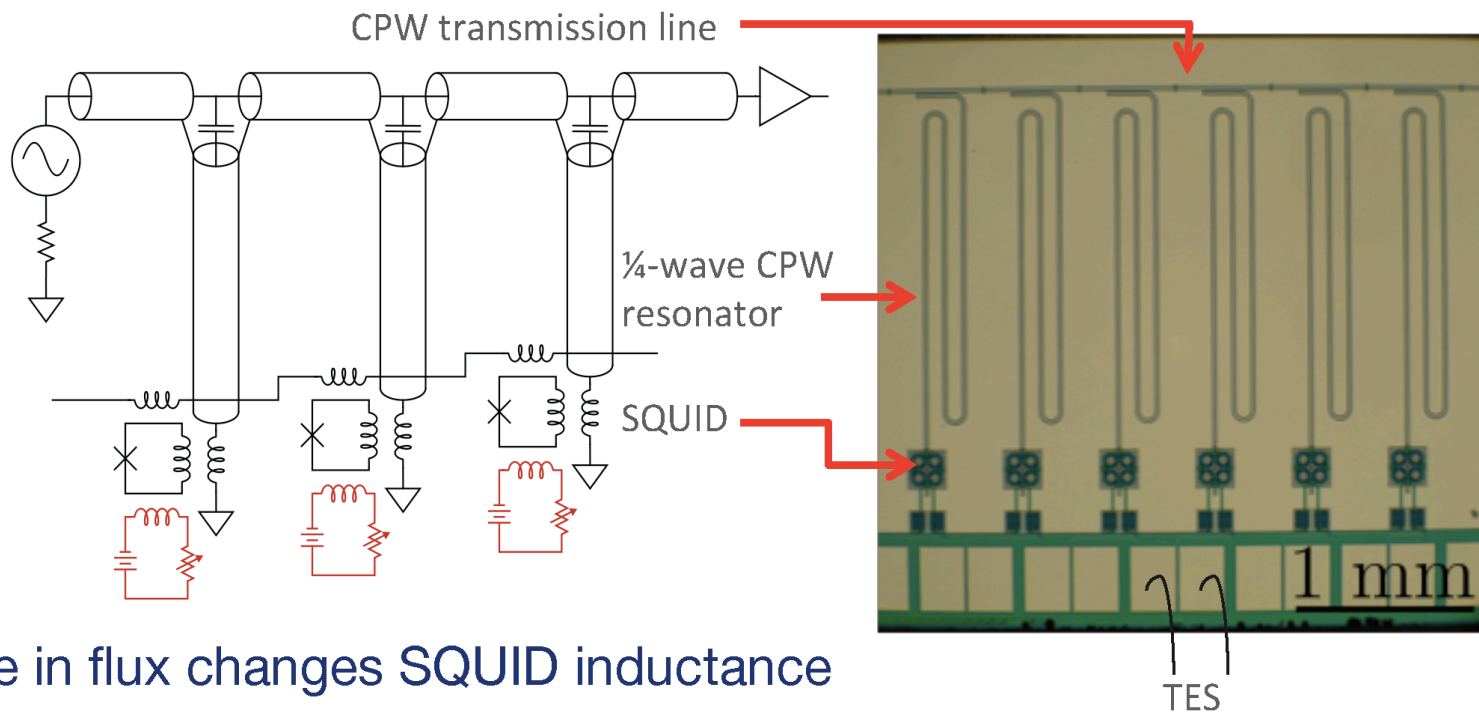 CPW transmission line
¼-wave CPW
resonator
SQUID
1 mm
e in flux changes SQUID inductance
TES